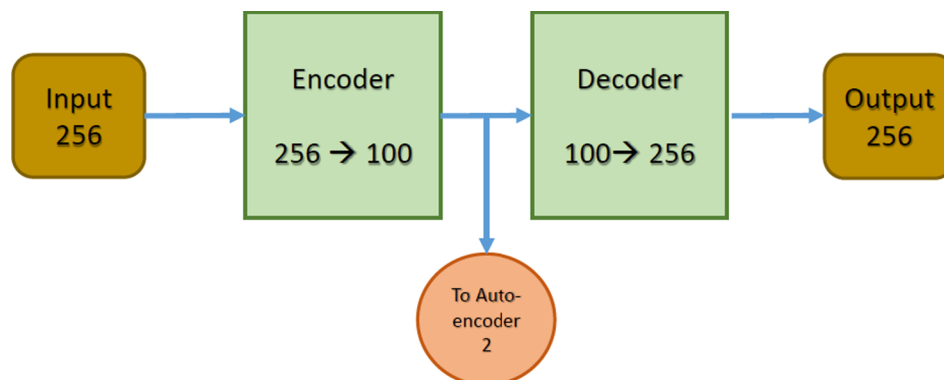 Input
256
Encoder
256 → 100
Decoder
100→ 256
Output
256
To Auto-
encoder
2